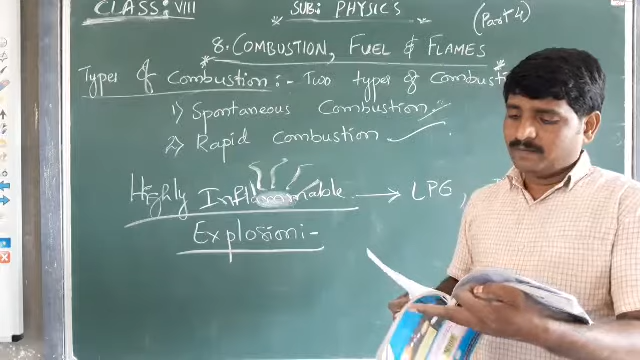 CLASS: VIII SUB: PHYSICS (Part 4)
8. COMBUSTION, FUEL & FLAMES
Types of Combustion :- Two types of Combusti
1) Spontaneous Combustion
2) Rapid Combustion
Highly Inflammable → LPG,
Explosion:-